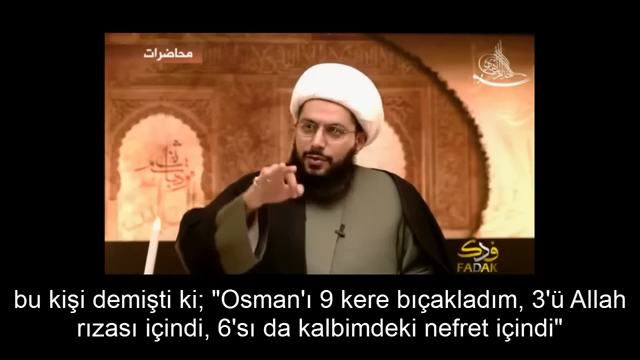 محاضرات
فدك
FADAK
bu kişi demişti ki; "Osman'ı 9 kere bıçakladım, 3'ü Allah
rızası içindi, 6'sı da kalbimdeki nefret içindi"